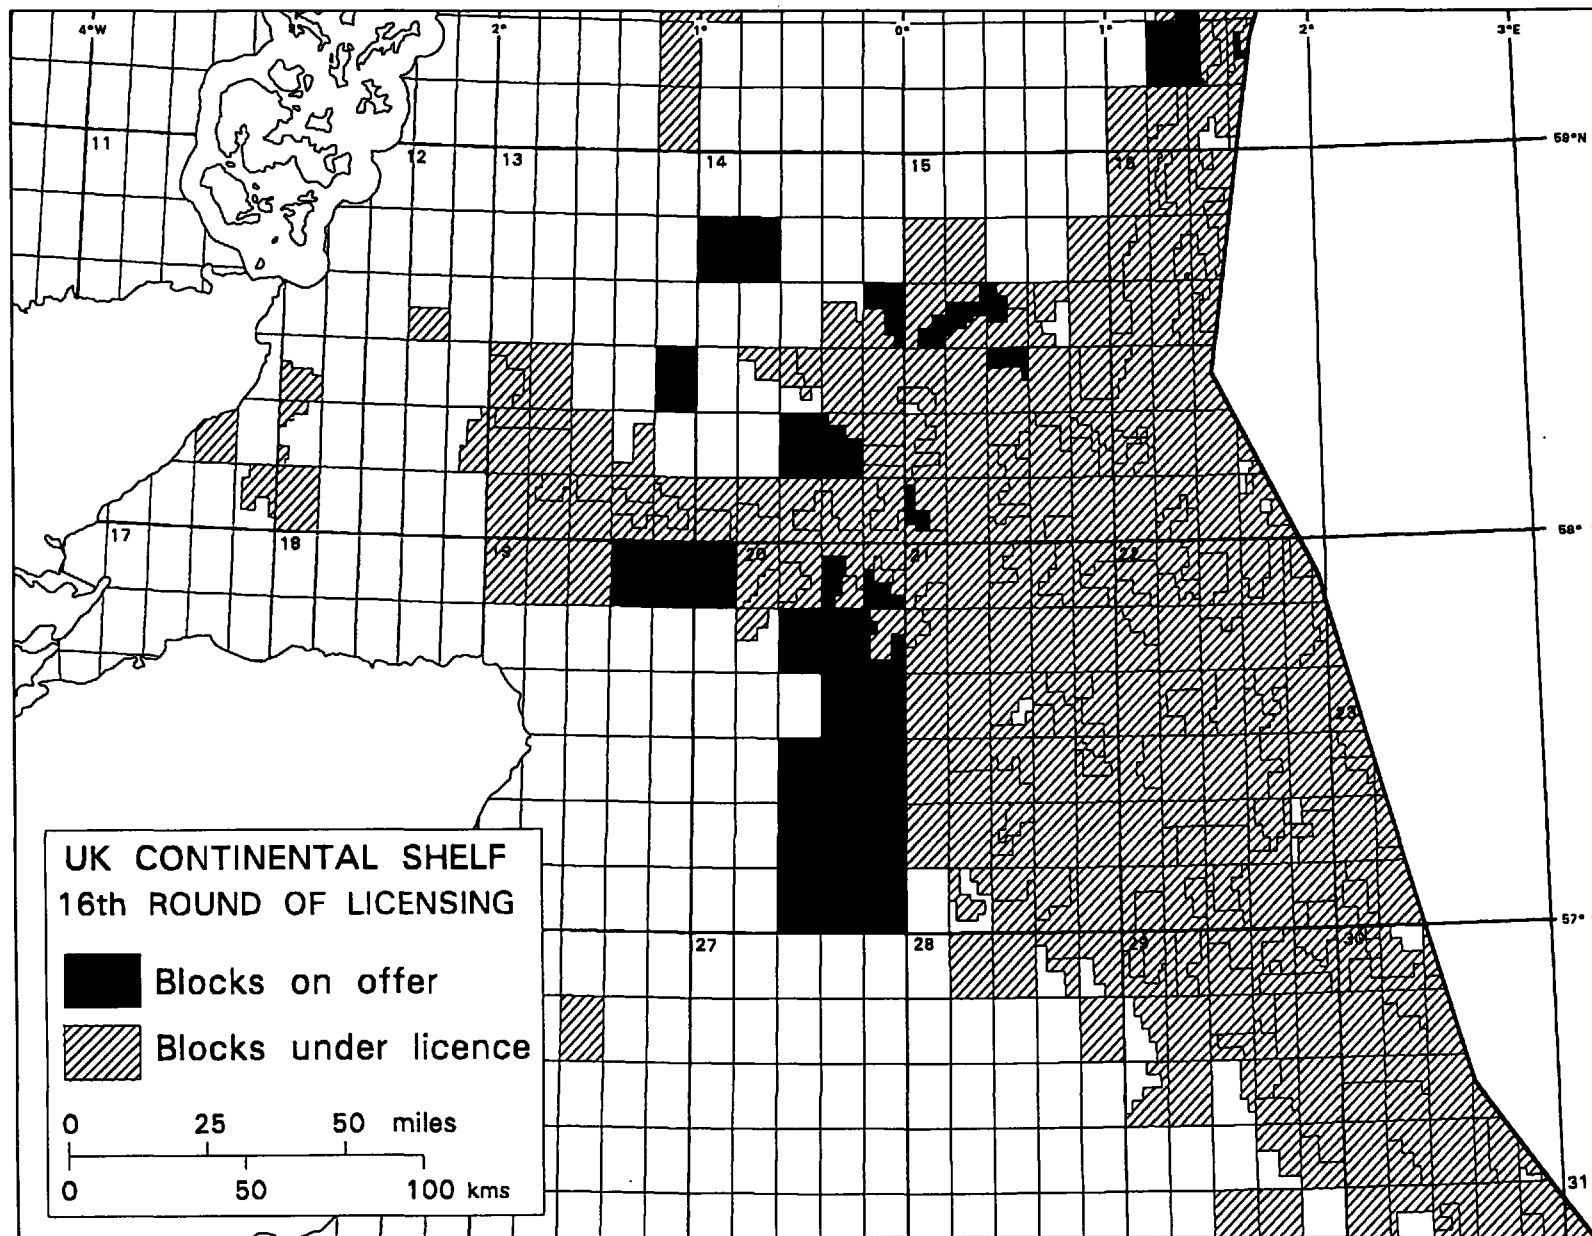 4°W 2° 1° 0° 1° 2° 3°E
59°N
11 12 13 14 15 16
58°
17 18 19 20 21 22
23
57°
27 28 29 30
31
UK CONTINENTAL SHELF
16th ROUND OF LICENSING
Blocks on offer
Blocks under licence
0 25 50 miles
0 50 100 kms